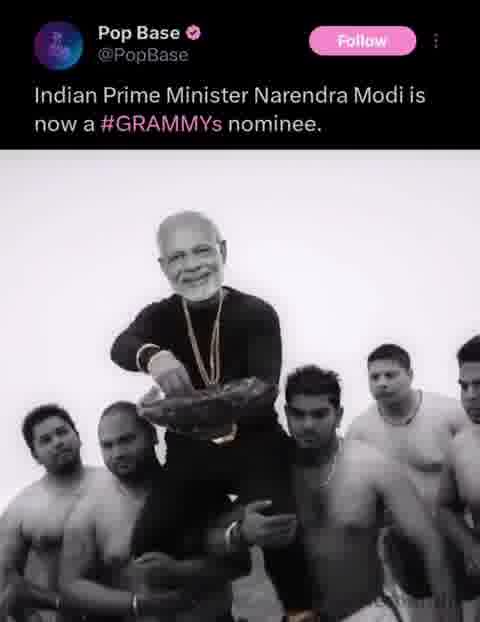 Pop Base
@PopBase
Follow
Indian Prime Minister Narendra Modi is
now a #GRAMMYs nominee.